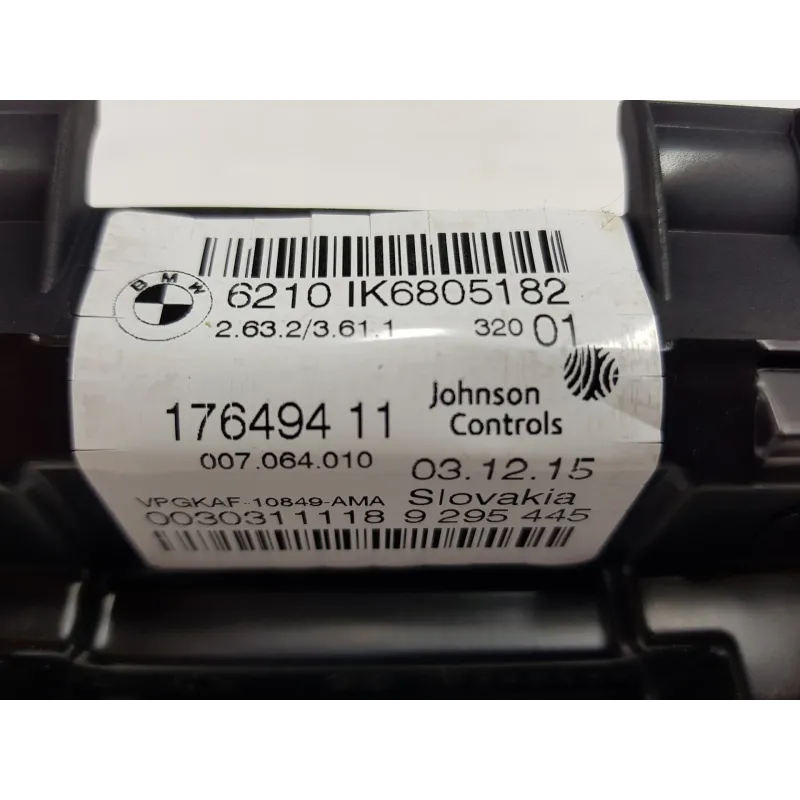 BMW
6210 IK6805182
2.63.2/3.61.1 320 01
176494 11
Johnson
Controls
007.064.010 03.12.15
VPGKAF-10849-AMA Slovakia
0030311118 9 295 445